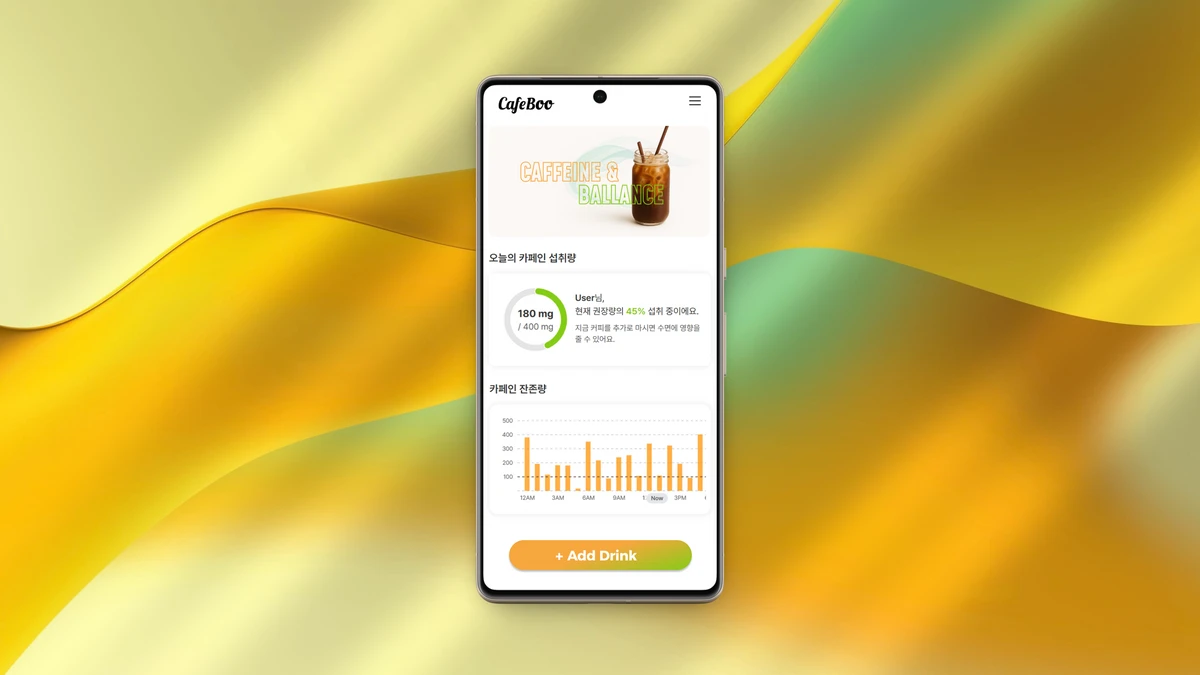 CafeBoo
CAFFEINE &
BALLANCE
오늘의 카페인 섭취량
180 mg
/ 400 mg
User님,
현재 권장량의 45% 섭취 중이에요.
지금 커피를 추가로 마시면 수면에 영향을
줄 수 있어요.
카페인 잔존량
500
400
300
200
100
12AM 3AM 6AM 9AM 1 Now 3PM
+ Add Drink